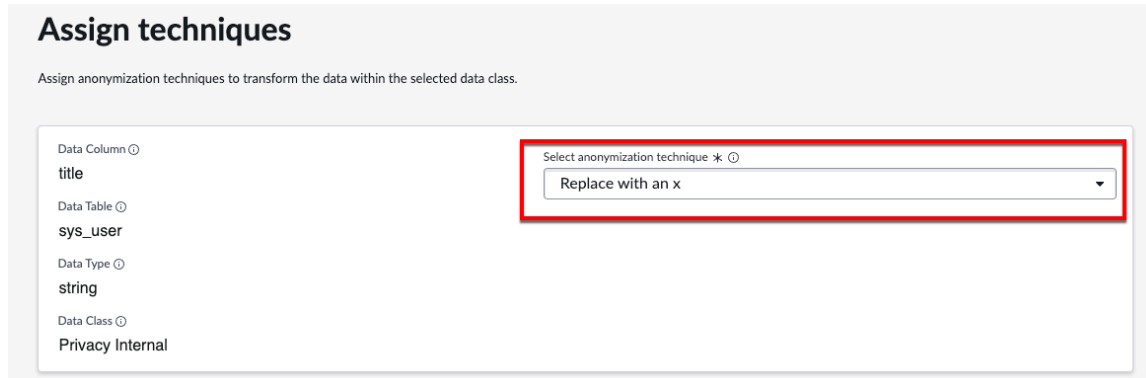 Assign techniques
Assign anonymization techniques to transform the data within the selected data class.
Data Column
title
Data Table
sys_user
Data Type
string
Data Class
Privacy Internal
Select anonymization technique *
Replace with an x